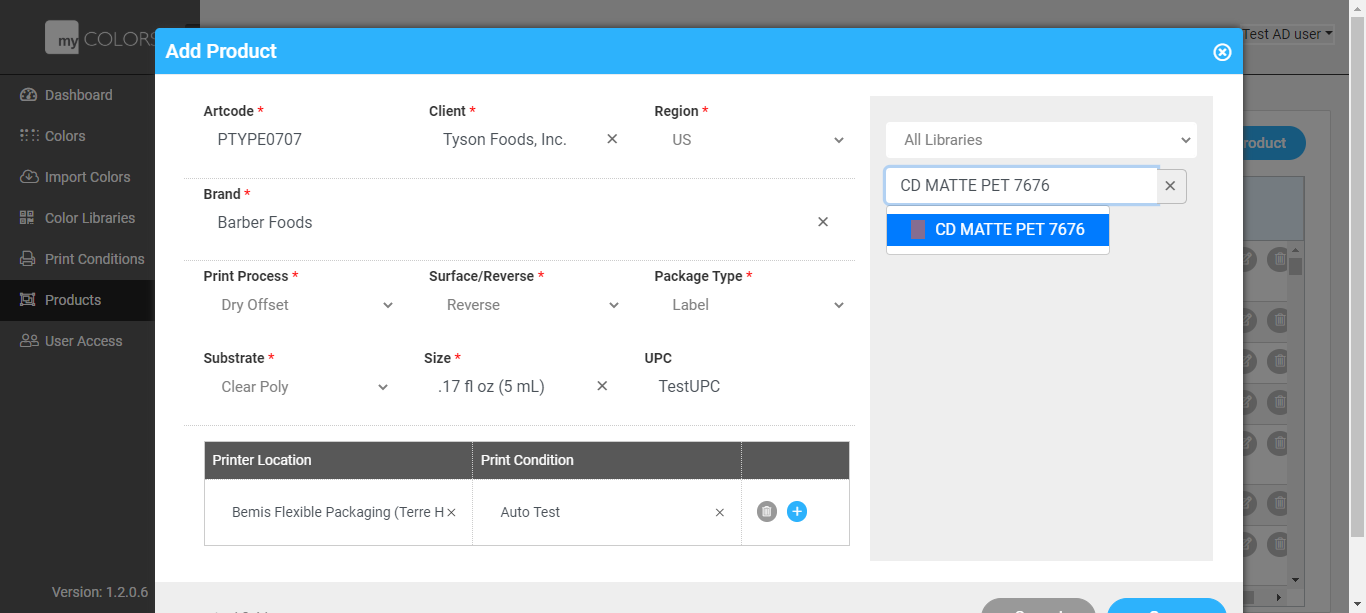 my COLORS
Test AD user
Add Product
Dashboard
Colors
Import Colors
Color Libraries
Print Conditions
Products
User Access
Version: 1.2.0.6
Artcode * Client * Region *
PTYPE0707 Tyson Foods, Inc. × US
Brand *
Barber Foods ×
Print Process * Surface/Reverse * Package Type *
Dry Offset Reverse Label
Substrate * Size * UPC
Clear Poly .17 fl oz (5 mL) × TestUPC
Printer Location Print Condition
Bemis Flexible Packaging (Terre H × Auto Test ×
All Libraries
CD MATTE PET 7676 ×
CD MATTE PET 7676
roduct